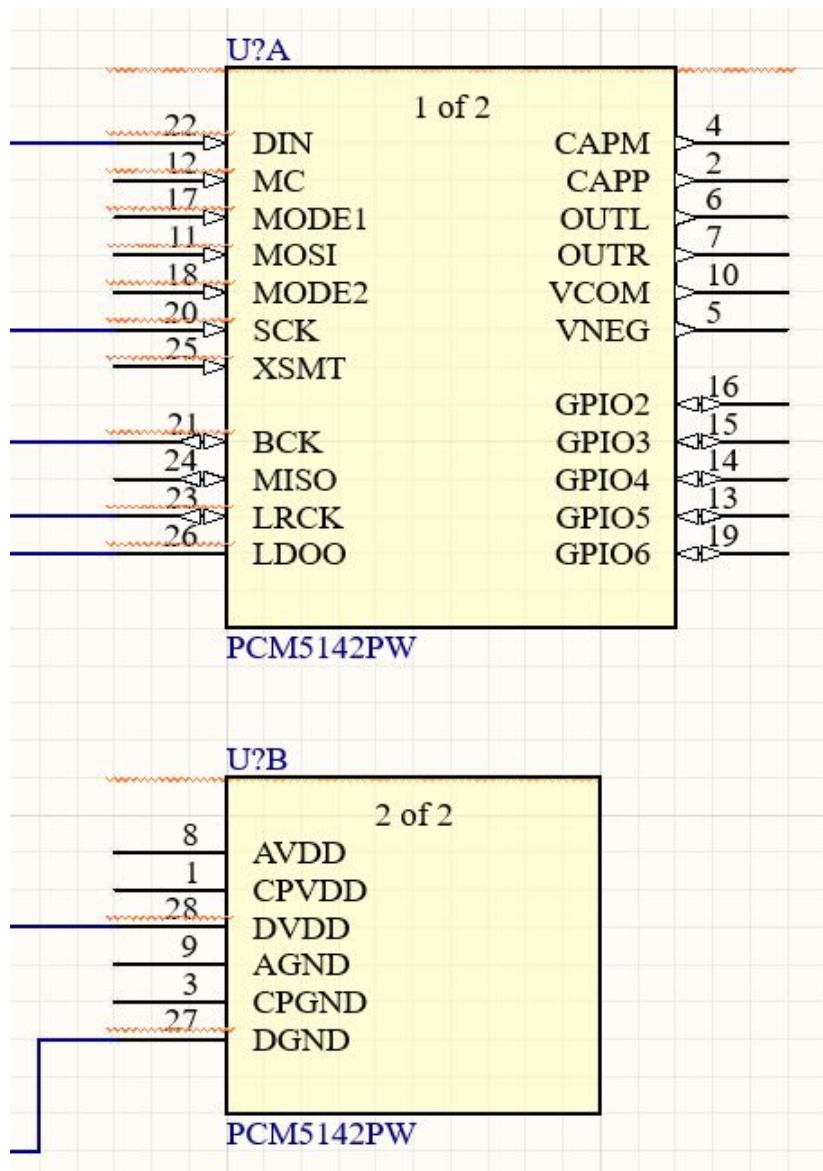 U?A
1 of 2
22 DIN CAPM 4
12 MC CAPP 2
17 MODE1 OUTL 6
11 MOSI OUTR 7
18 MODE2 VCOM 10
20 SCK VNEG 5
25 XSMT
GPIO2 16
21 BCK GPIO3 15
24 MISO GPIO4 14
23 LRCK GPIO5 13
26 LDOO GPIO6 19
PCM5142PW
U?B
2 of 2
8 AVDD
1 CPVDD
28 DVDD
9 AGND
3 CPGND
27 DGND
PCM5142PW